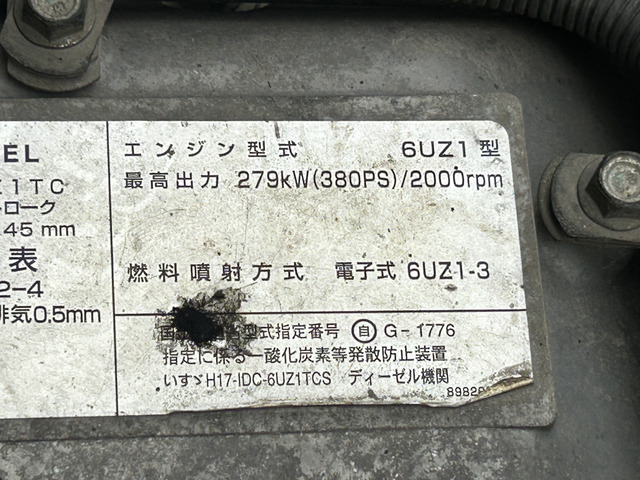 EL
エンジン型式 6UZ1型
1TC
最高出力 279kW(380PS)/2000rpm
ローク
45 mm
表
燃料噴射方式 電子式 6UZ1-3
2-4
排気0.5mm
型式指定番号 自 G-1776
指定に係る一酸化炭素等発散防止装置
いすゞH17-IDC-6UZ1TCS ディーゼル機関
8982